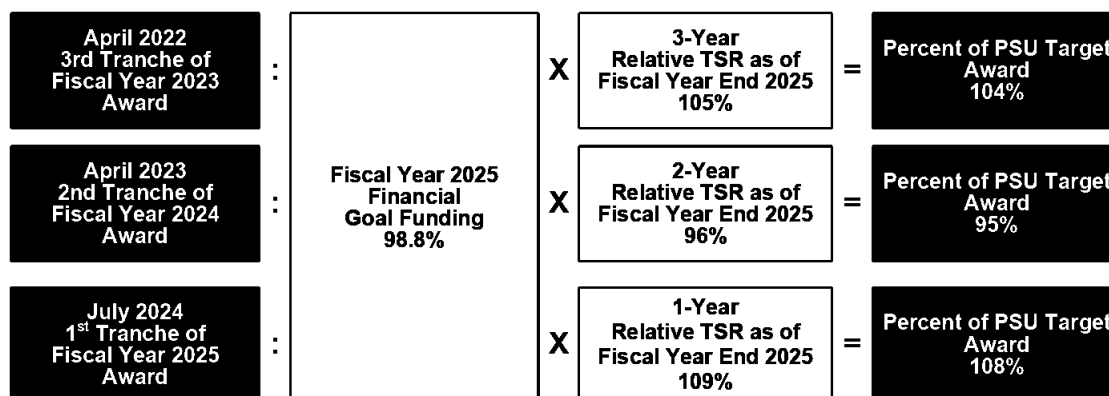 April 2022
3rd Tranche of
Fiscal Year 2023
Award
:
X
3-Year
Relative TSR as of
Fiscal Year End 2025
105%
=
Percent of PSU Target
Award
104%
April 2023
2nd Tranche of
Fiscal Year 2024
Award
:
Fiscal Year 2025
Financial
Goal Funding
98.8%
X
2-Year
Relative TSR as of
Fiscal Year End 2025
96%
=
Percent of PSU Target
Award
95%
July 2024
1st Tranche of
Fiscal Year 2025
Award
:
X
1-Year
Relative TSR as of
Fiscal Year End 2025
109%
=
Percent of PSU Target
Award
108%